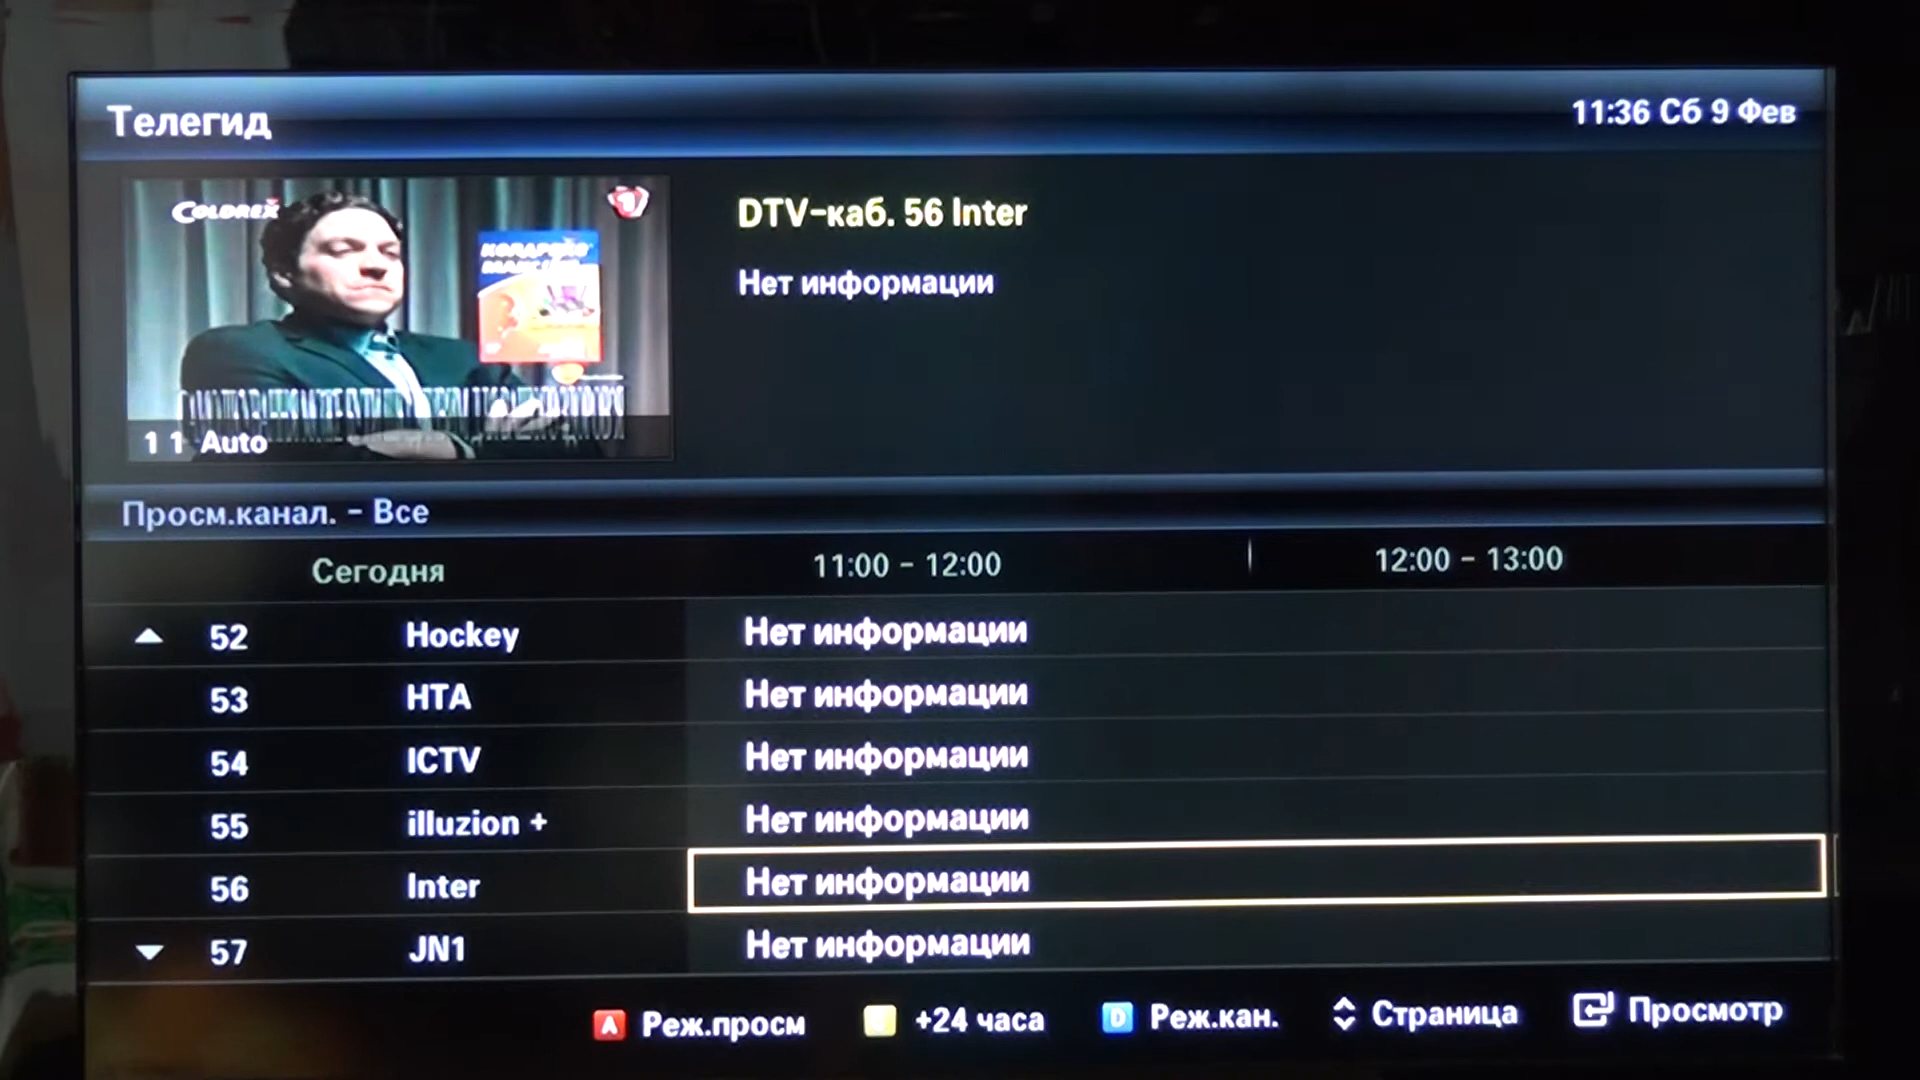 Телегид
11:36 Сб 9 Фев
COLDREX
DTV-каб. 56 Inter
Нет информации
1 1 Auto
Просм.канал. - Все
Сегодня 11:00 - 12:00 12:00 - 13:00
52 Hockey Нет информации
53 НТА Нет информации
54 ICTV Нет информации
55 illuzion + Нет информации
56 Inter Нет информации
57 JN1 Нет информации
A Реж.просм +24 часа D Реж.кан. Страница Просмотр